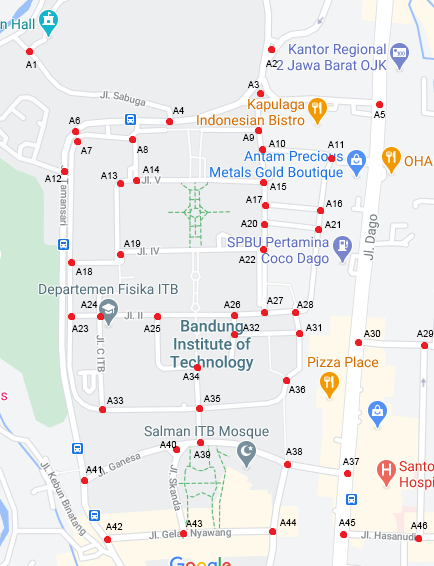 n Hall
A1
A2
Kantor Regional
2 Jawa Barat OJK
Jl. Sabuga
A3
A4
Kapulaga
Indonesian Bistro
A5
A6
A7
A8
A9
A10
A11
Antam Precious
Metals Gold Boutique
OHA
A12
A13
A14
Jl. V
A15
Tamansari
A16
A17
A20
A21
Jl. Dago
SPBU Pertamina
Coco Dago
A18
A19
Jl. IV
A22
Departemen Fisika ITB
A24
A23
Jl. II
A25
A26
A27
A28
Bandung
Institute of
Technology
A32
A31
A30
A29
Jl. C ITB
Pizza Place
A34
A36
s
A33
A35
Salman ITB Mosque
A40
A39
A38
A37
Jl. Ganesa
Santo
Hospi
A41
Jl. Skanda
Jl. Kebun Binatang
A42
A43
A44
A45
A46
Jl. Gelap Nyawang
Jl. Hasanudi
Google